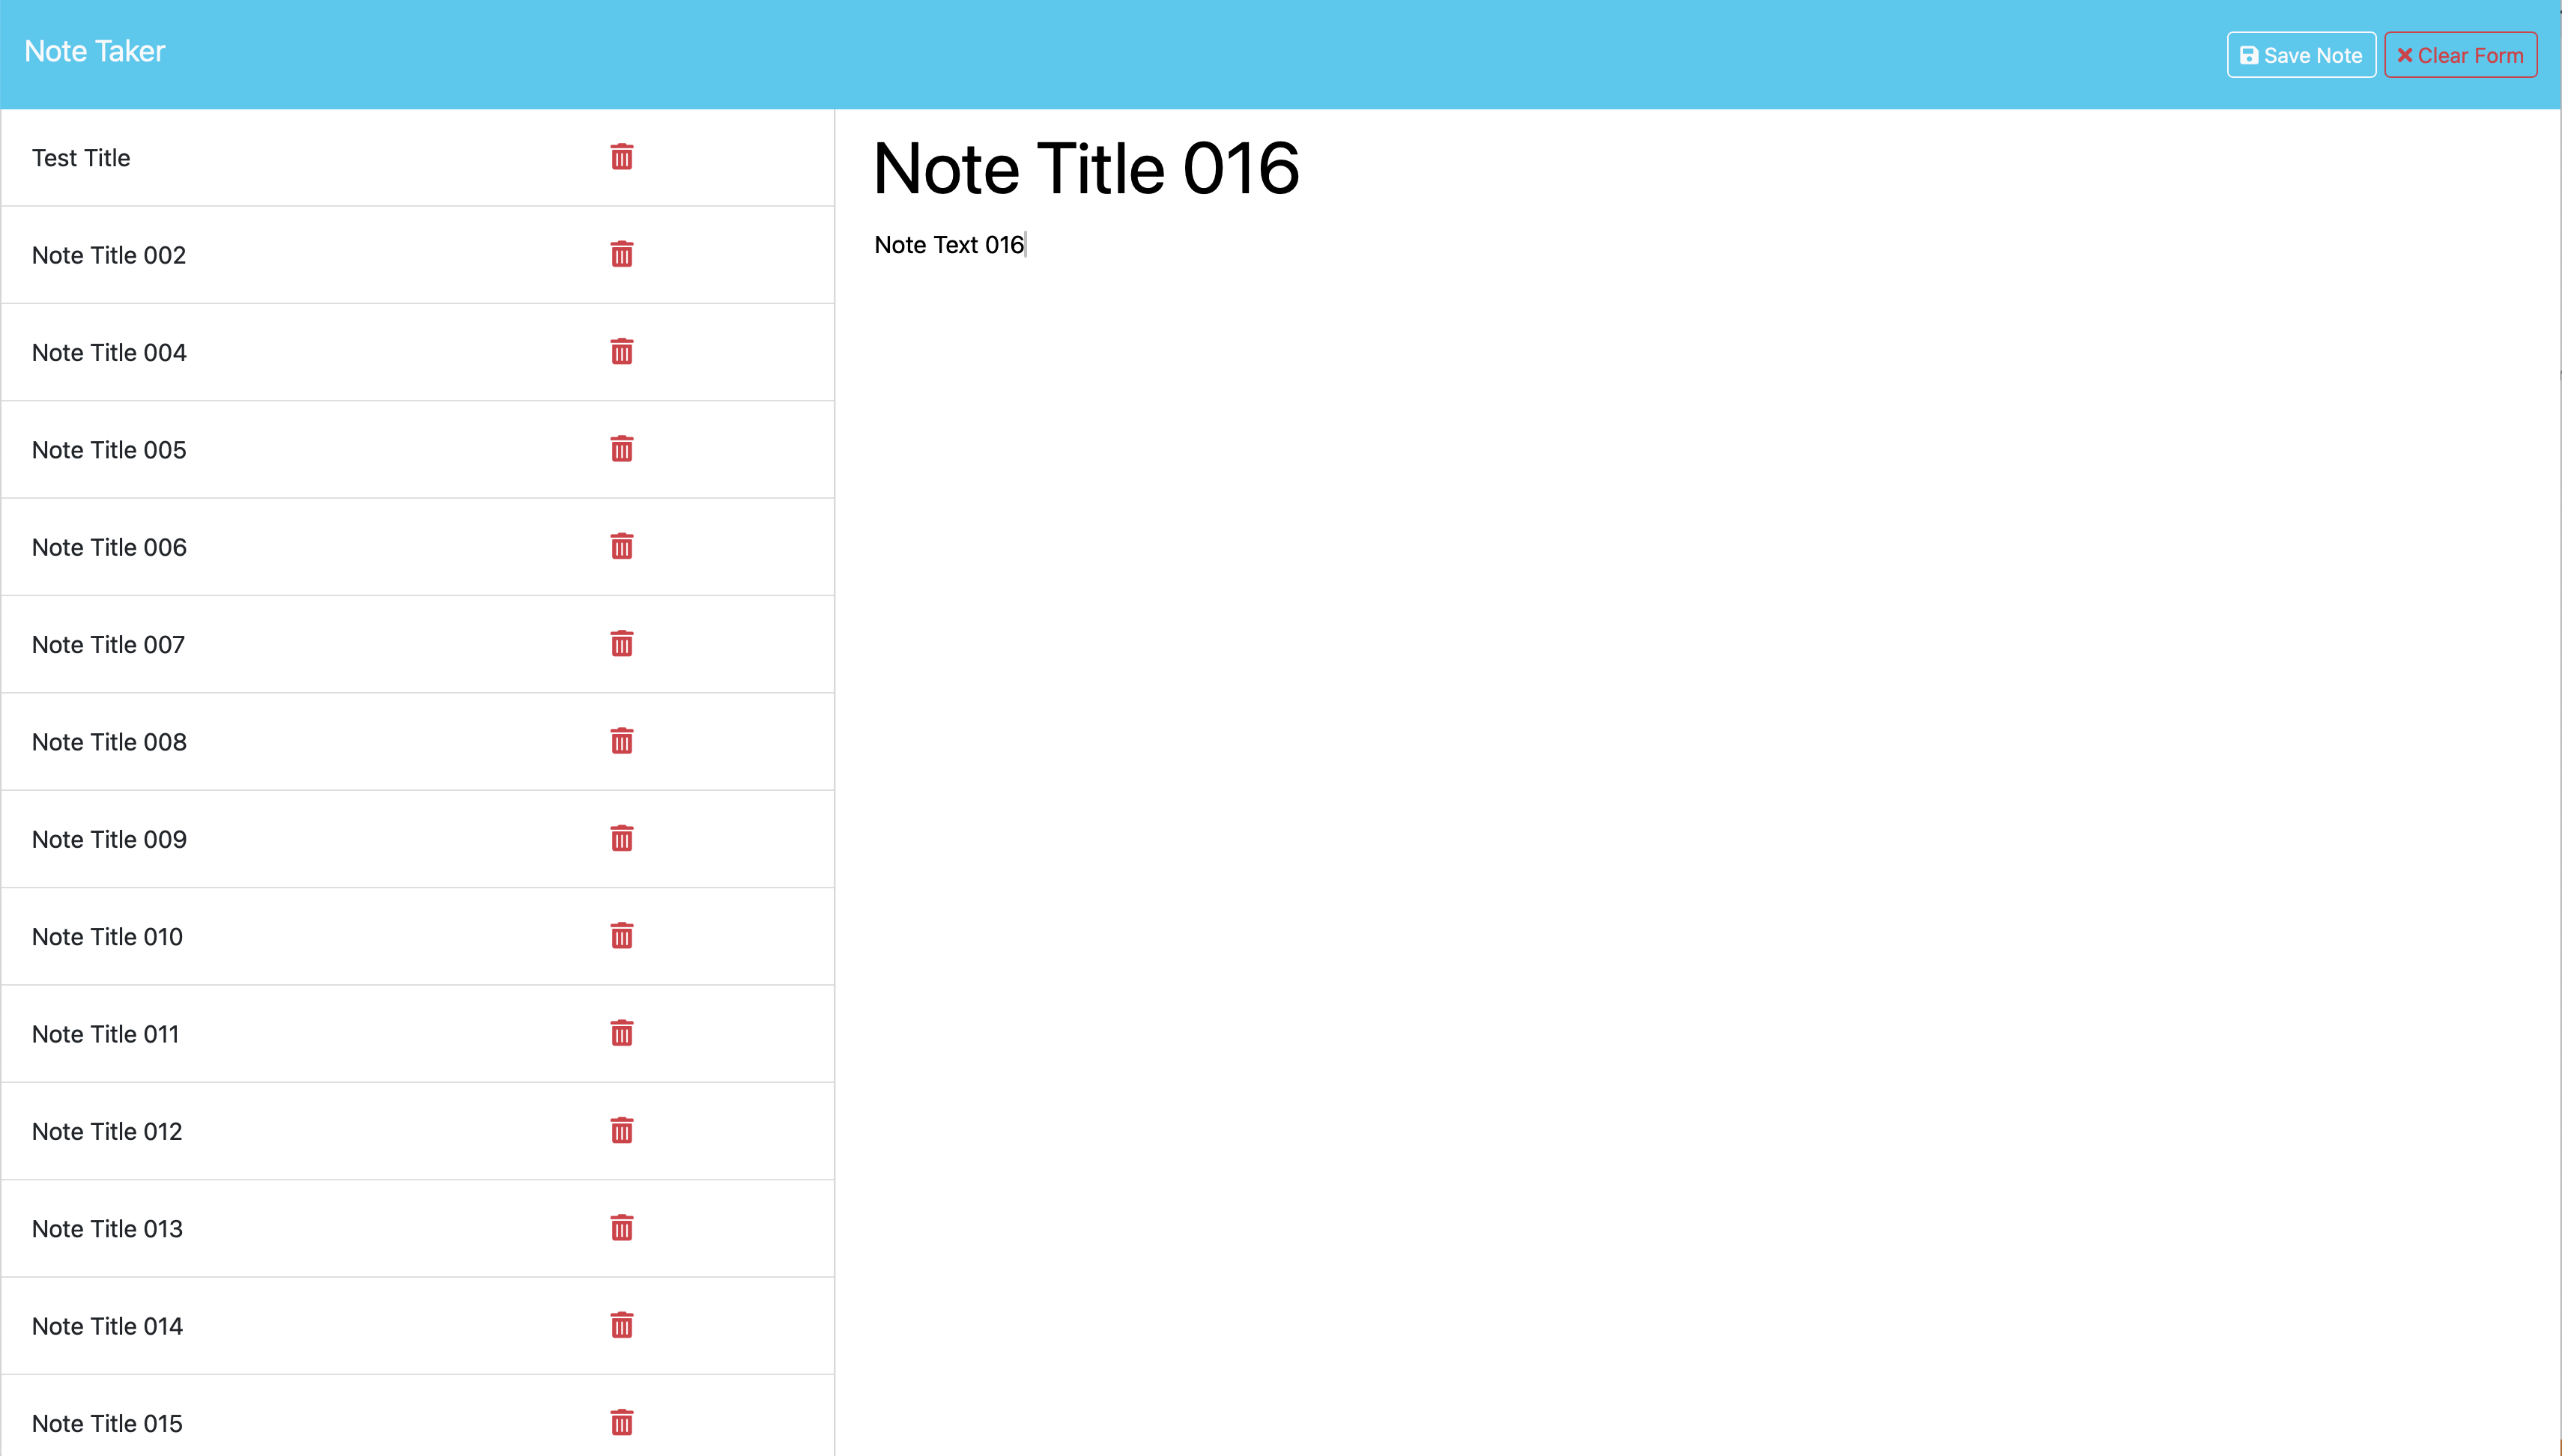 Note Taker
Save Note
Clear Form
Test Title
Note Title 002
Note Title 004
Note Title 005
Note Title 006
Note Title 007
Note Title 008
Note Title 009
Note Title 010
Note Title 011
Note Title 012
Note Title 013
Note Title 014
Note Title 015
Note Title 016
Note Text 016